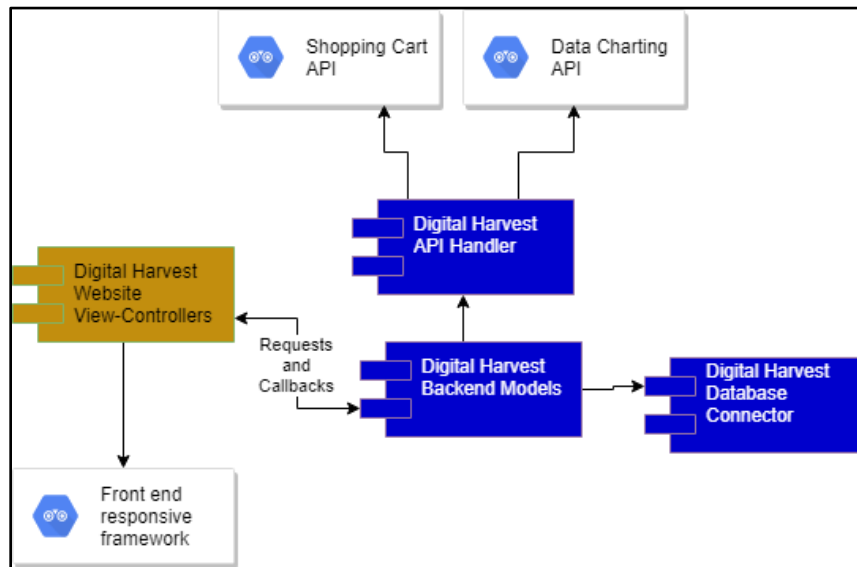 Shopping Cart
API
Data Charting
API
Digital Harvest
API Handler
Digital Harvest
Website
View-Controllers
Requests
and
Callbacks
Digital Harvest
Backend Models
Digital Harvest
Database
Connector
Front end
responsive
framework